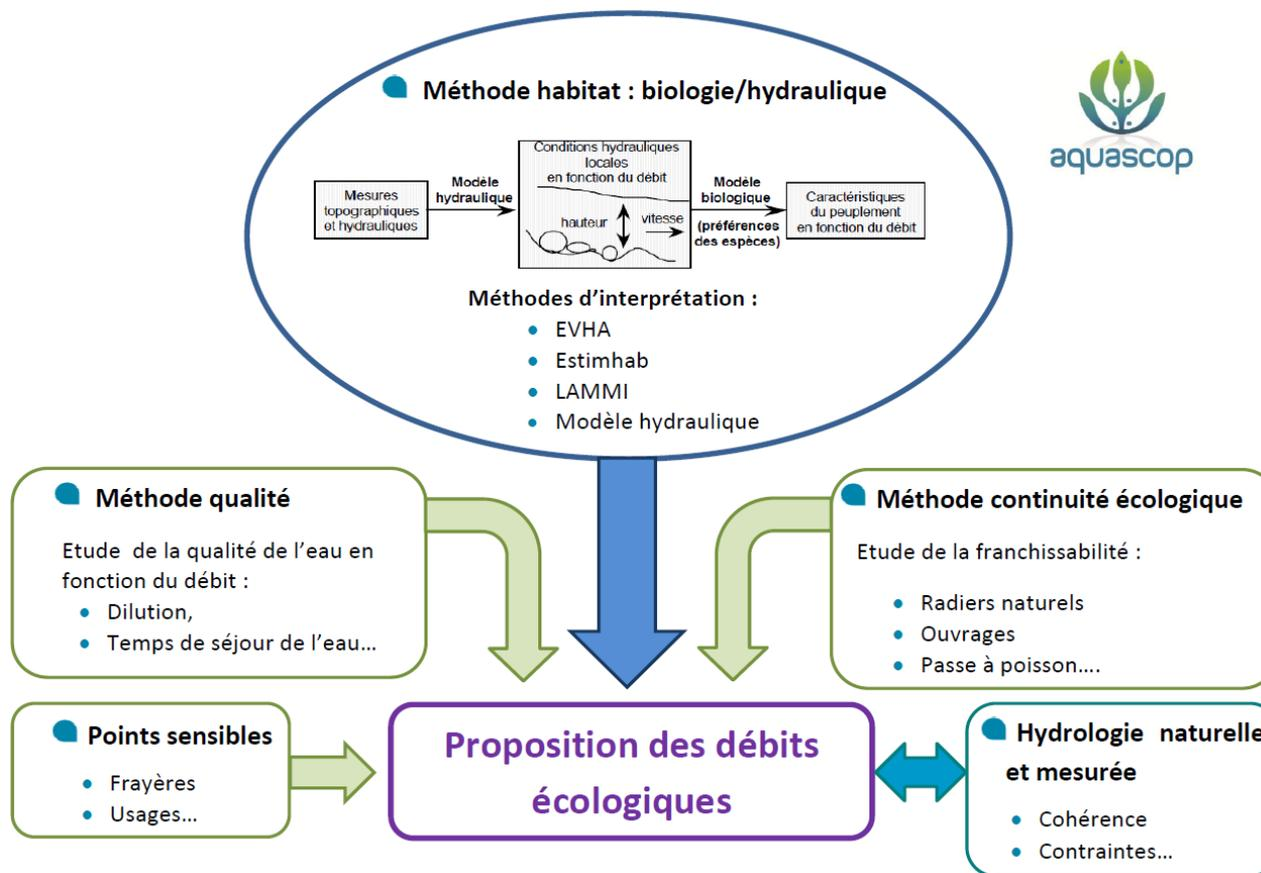 Méthode habitat : biologie/hydraulique
aquascop
Mesures
topographiques
et hydrauliques
Modèle
hydraulique
Conditions hydrauliques
locales
en fonction du débit
hauteur
vitesse
Modèle
biologique
(préférences
des espèces)
Caractéristiques
du peuplement
en fonction du débit
Méthodes d’interprétation :
• EVHA
• Estimhab
• LAMMI
• Modèle hydraulique
Méthode qualité
Etude de la qualité de l’eau en
fonction du débit :
• Dilution,
• Temps de séjour de l’eau…
Méthode continuité écologique
Etude de la franchissabilité :
• Radiers naturels
• Ouvrages
• Passe à poisson….
Points sensibles
• Frayères
• Usages…
Proposition des débits
écologiques
Hydrologie naturelle
et mesurée
• Cohérence
• Contraintes…